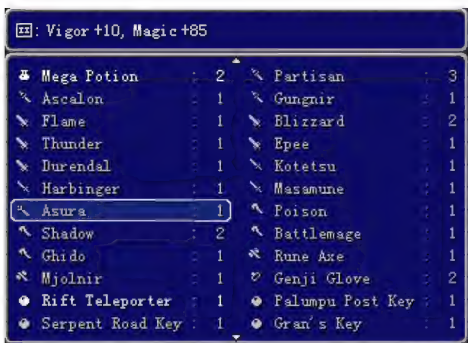 : Vigor +10, Magic +85
Mega Potion : 2 Partisan : 3
Ascalon : 1 Gungnir : 1
Flame : 1 Blizzard : 2
Thunder : 1 Epee : 1
Durendal : 1 Kotetsu : 1
Harbinger : 1 Masamune : 1
Asura : 1 Poison : 1
Shadow : 2 Battlemage : 1
Ghido : 1 Rune Axe : 1
Mjolnir : 1 Genji Glove : 2
Rift Teleporter : 1 Palumpu Post Key : 1
Serpent Road Key : 1 Gran's Key : 1